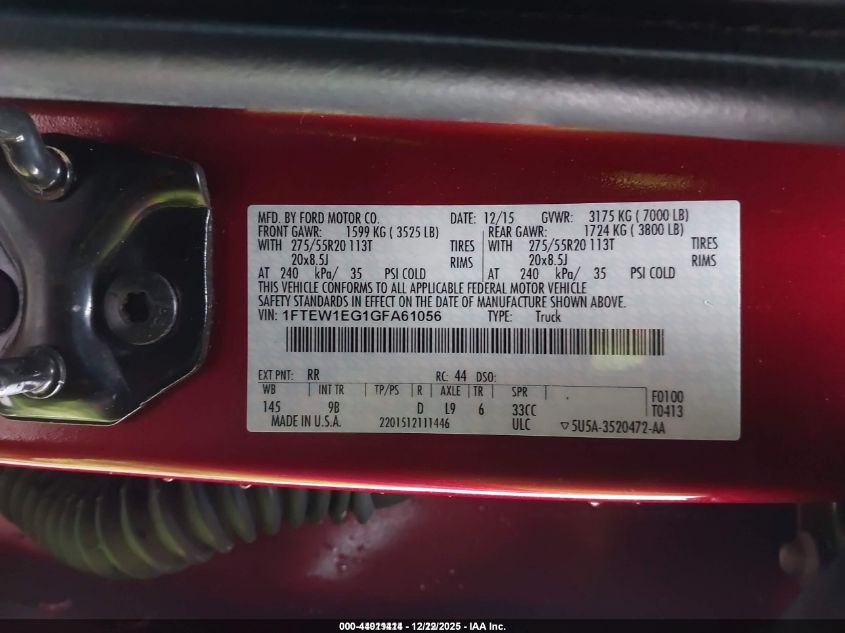 MFD. BY FORD MOTOR CO. DATE: 12/15 GVWR: 3175 KG ( 7000 LB)
FRONT GAWR: 1599 KG ( 3525 LB) REAR GAWR: 1724 KG ( 3800 LB)
WITH 275/55R20 113T TIRES WITH 275/55R20 113T TIRES
20x8.5J RIMS 20x8.5J RIMS
AT 240 kPa/ 35 PSI COLD AT 240 kPa/ 35 PSI COLD
THIS VEHICLE CONFORMS TO ALL APPLICABLE FEDERAL MOTOR VEHICLE
SAFETY STANDARDS IN EFFECT ON THE DATE OF MANUFACTURE SHOWN ABOVE.
VIN: 1FTEW1EG1GFA61056 TYPE: Truck
EXT PNT: RR RC: 44 DSO:
WB INT TR TP/PS R AXLE TR SPR F0100
145 9B D L9 6 33CC T0413
MADE IN U.S.A. 2201512111446 ULC ▽5U5A-3520472-AA
12/22/2025 - IAA Inc.